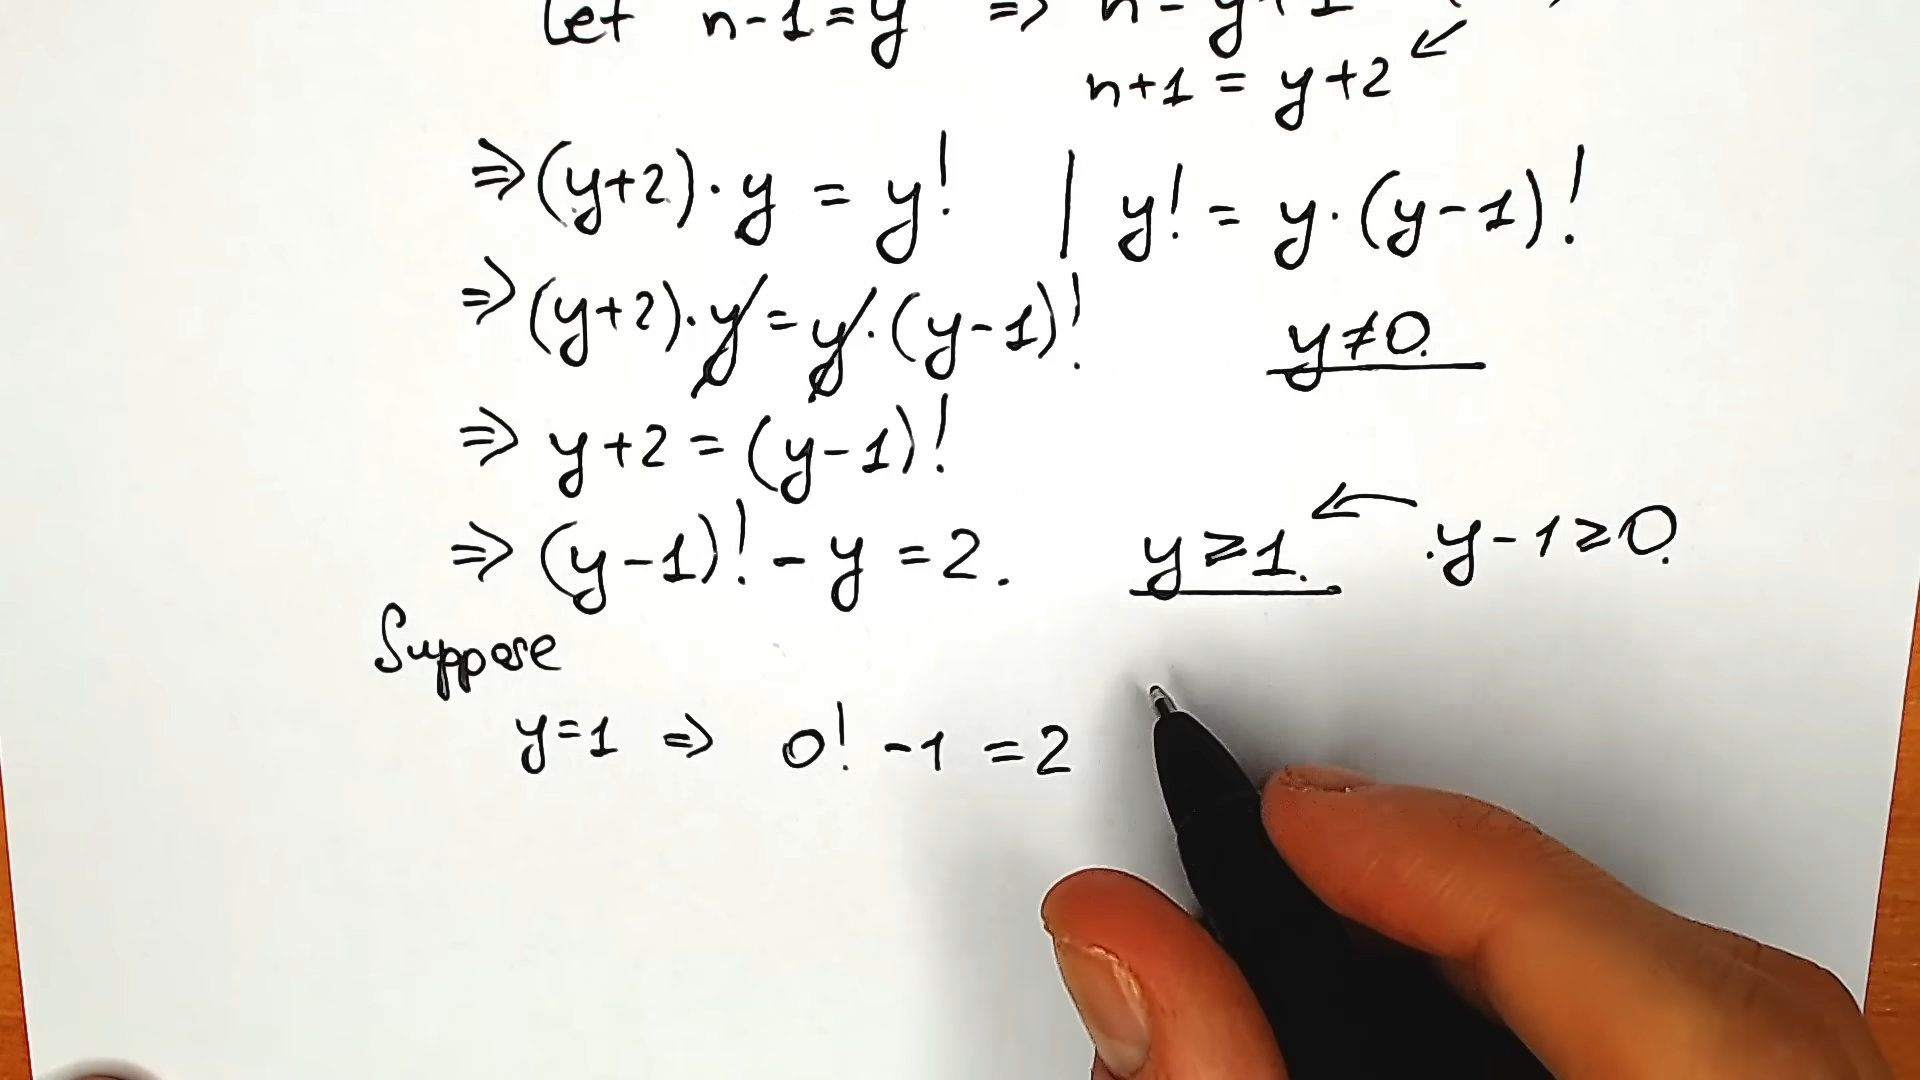 Let n-1=y => n=y+1
n+1 = y+2
=> (y+2)·y = y! | y! = y·(y-1)!
=> (y+2)·y = y·(y-1)! y≠0.
=> y+2 = (y-1)!
=> (y-1)! - y = 2. y≥1. ← y-1≥0.
Suppose
y=1 => 0! -1 = 2